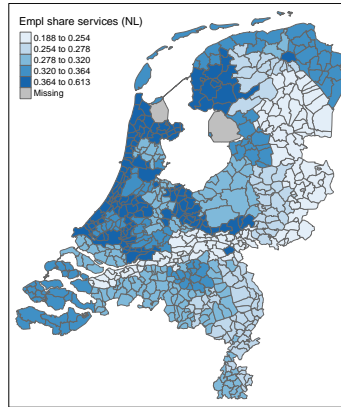 Empl share services (NL)
0.188 to 0.254
0.254 to 0.278
0.278 to 0.320
0.320 to 0.364
0.364 to 0.613
Missing